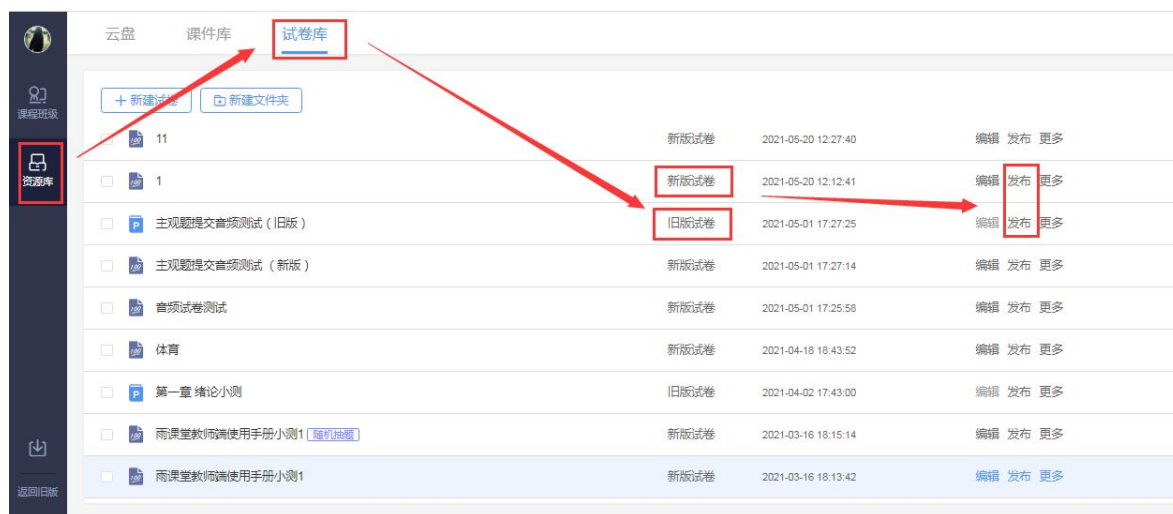 云盘 课件库 试卷库
课程班级
资源库
返回旧版
+ 新建试卷 新建文件夹
11 新版试卷 2021-05-20 12:27:40 编辑 发布 更多
1 新版试卷 2021-05-20 12:12:41 编辑 发布 更多
主观题提交音频测试（旧版） 旧版试卷 2021-05-01 17:27:25 编辑 发布 更多
主观题提交音频测试 （新版） 新版试卷 2021-05-01 17:27:14 编辑 发布 更多
音频试卷测试 新版试卷 2021-05-01 17:25:58 编辑 发布 更多
体育 新版试卷 2021-04-18 18:43:52 编辑 发布 更多
第一章 绪论小测 旧版试卷 2021-04-02 17:43:00 编辑 发布 更多
雨课堂教师端使用手册小测1 随机抽题 新版试卷 2021-03-16 18:15:14 编辑 发布 更多
雨课堂教师端使用手册小测1 新版试卷 2021-03-16 18:13:42 编辑 发布 更多